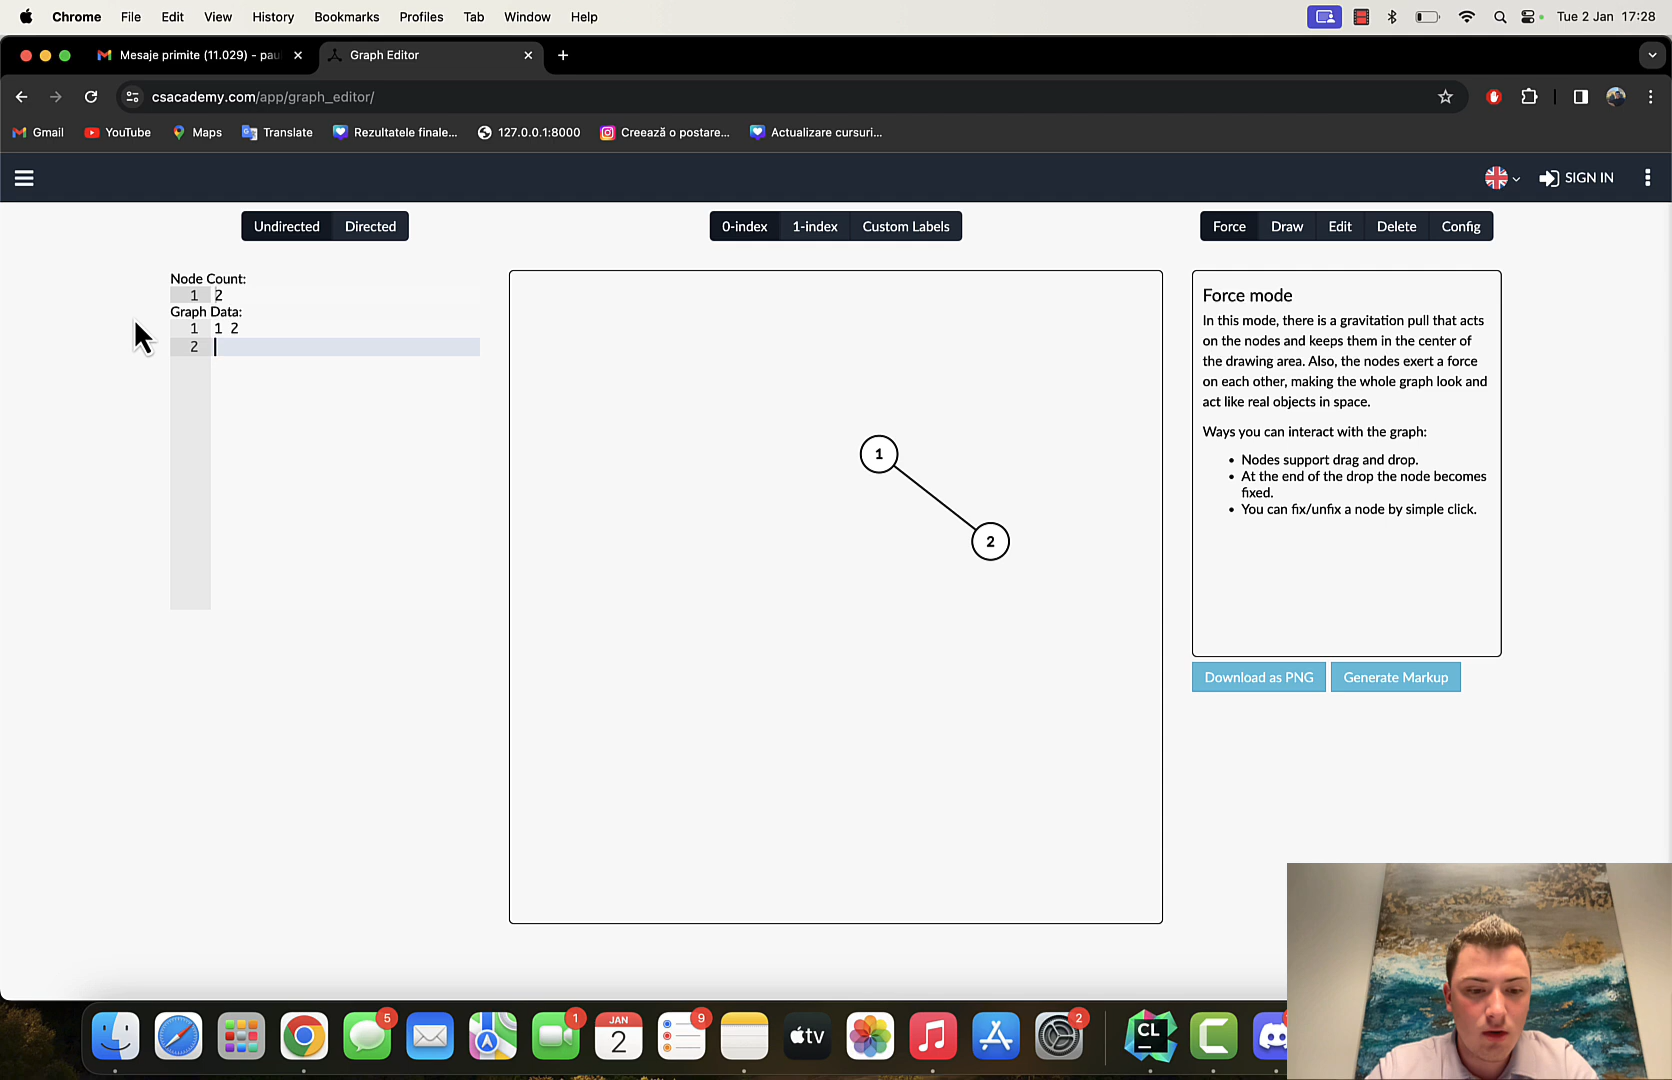 Chrome File Edit View History Bookmarks Profiles Tab Window Help Tue 2 Jan 17:28
Mesaje primite (11.029) - pau Graph Editor
csacademy.com/app/graph_editor/
Gmail YouTube Maps Translate Rezultatele finale... 127.0.0.1:8000 Creează o postare... Actualizare cursuri...
SIGN IN
Undirected Directed 0-index 1-index Custom Labels Force Draw Edit Delete Config
Node Count:
1 2
Graph Data:
1 1 2
2
1
2
Force mode
In this mode, there is a gravitation pull that acts
on the nodes and keeps them in the center of
the drawing area. Also, the nodes exert a force
on each other, making the whole graph look and
act like real objects in space.
Ways you can interact with the graph:
• Nodes support drag and drop.
• At the end of the drop the node becomes
fixed.
• You can fix/unfix a node by simple click.
Download as PNG Generate Markup
5 1 JAN 2 9 tv 2 CL C